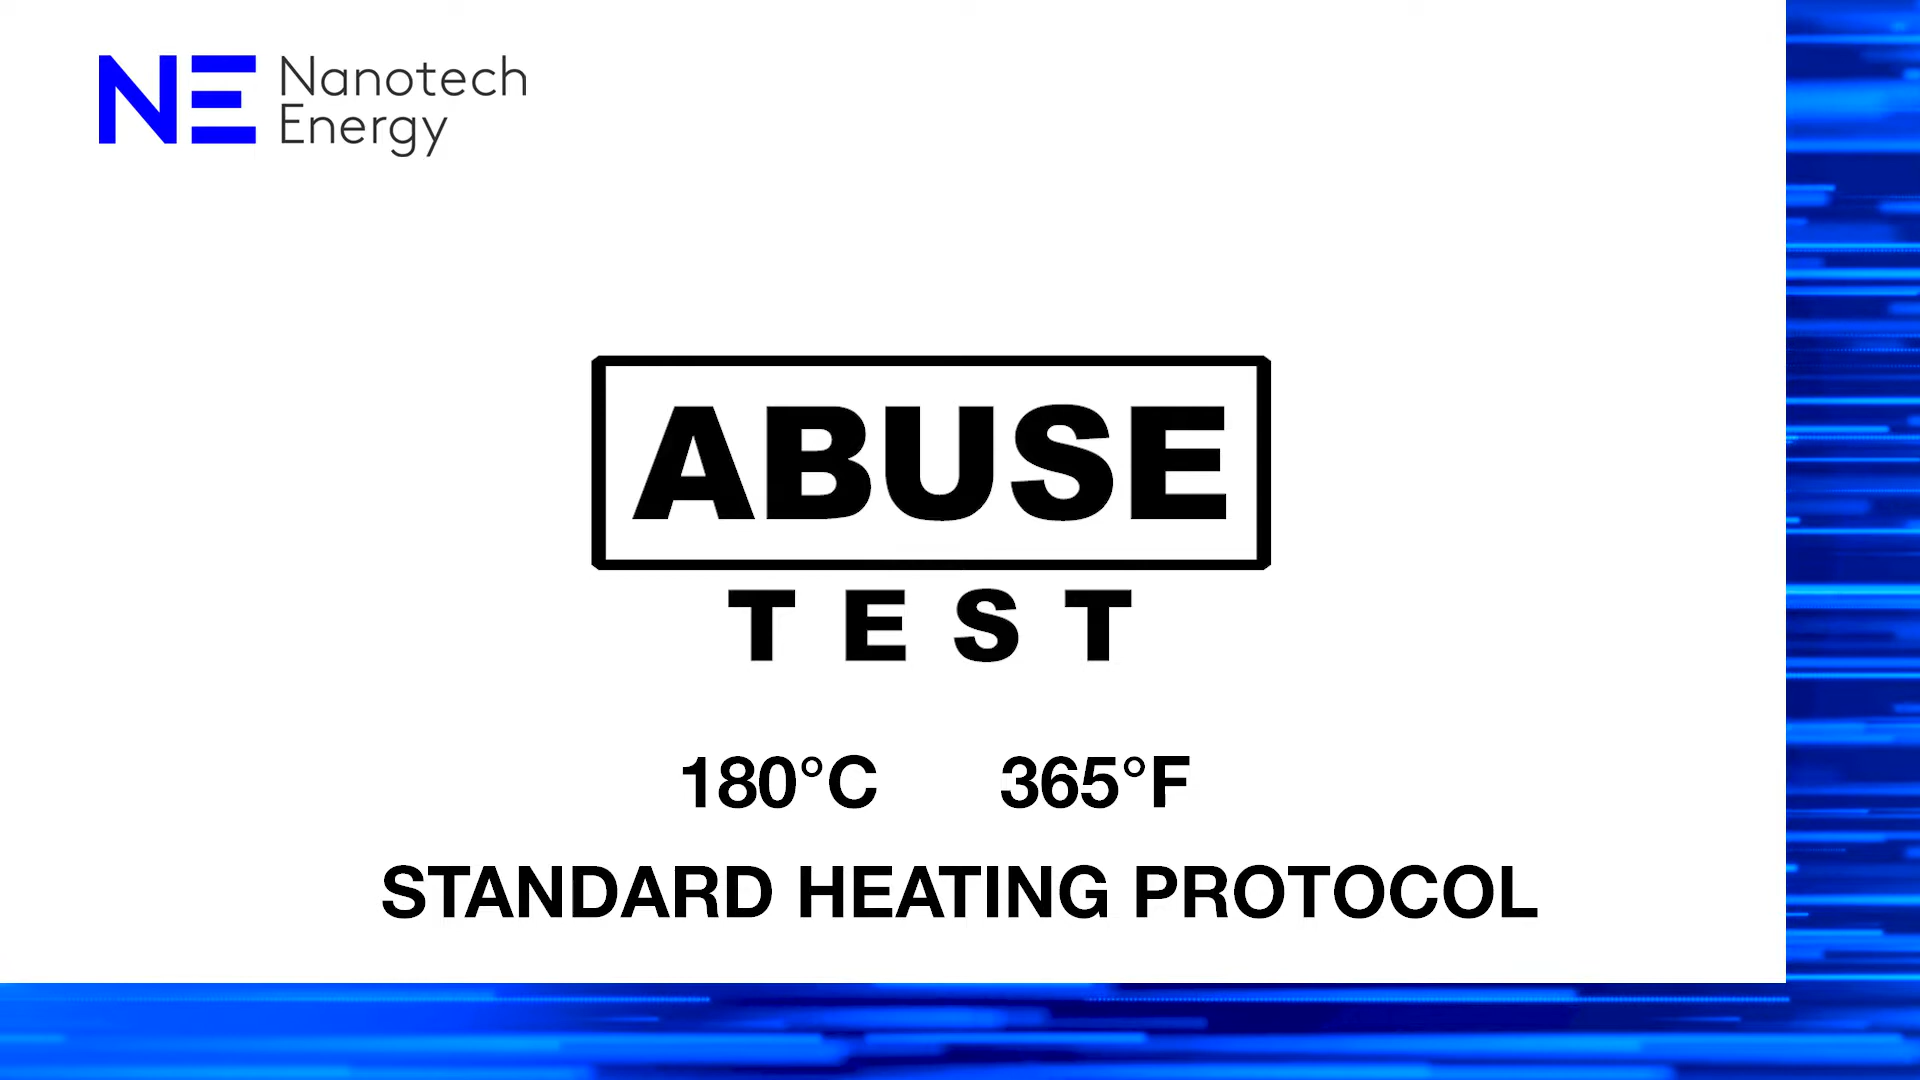 NE Nanotech
Energy
ABUSE
TEST
180°C 365°F
STANDARD HEATING PROTOCOL